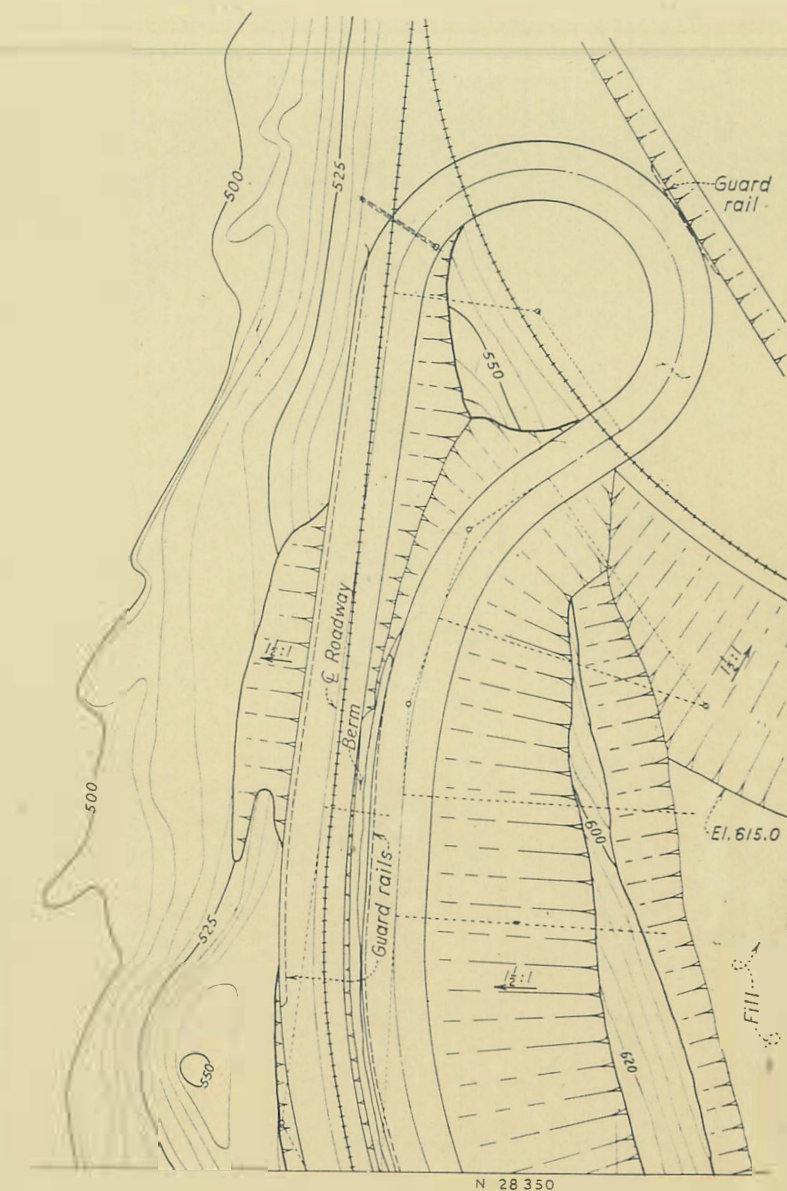 500
525
Guard
rail
550
1½:1
℄ Roadway
Berm
1½:1
500
600
El. 615.0
Guard rails
525
1½:1
Fill
550
620
N 28 350